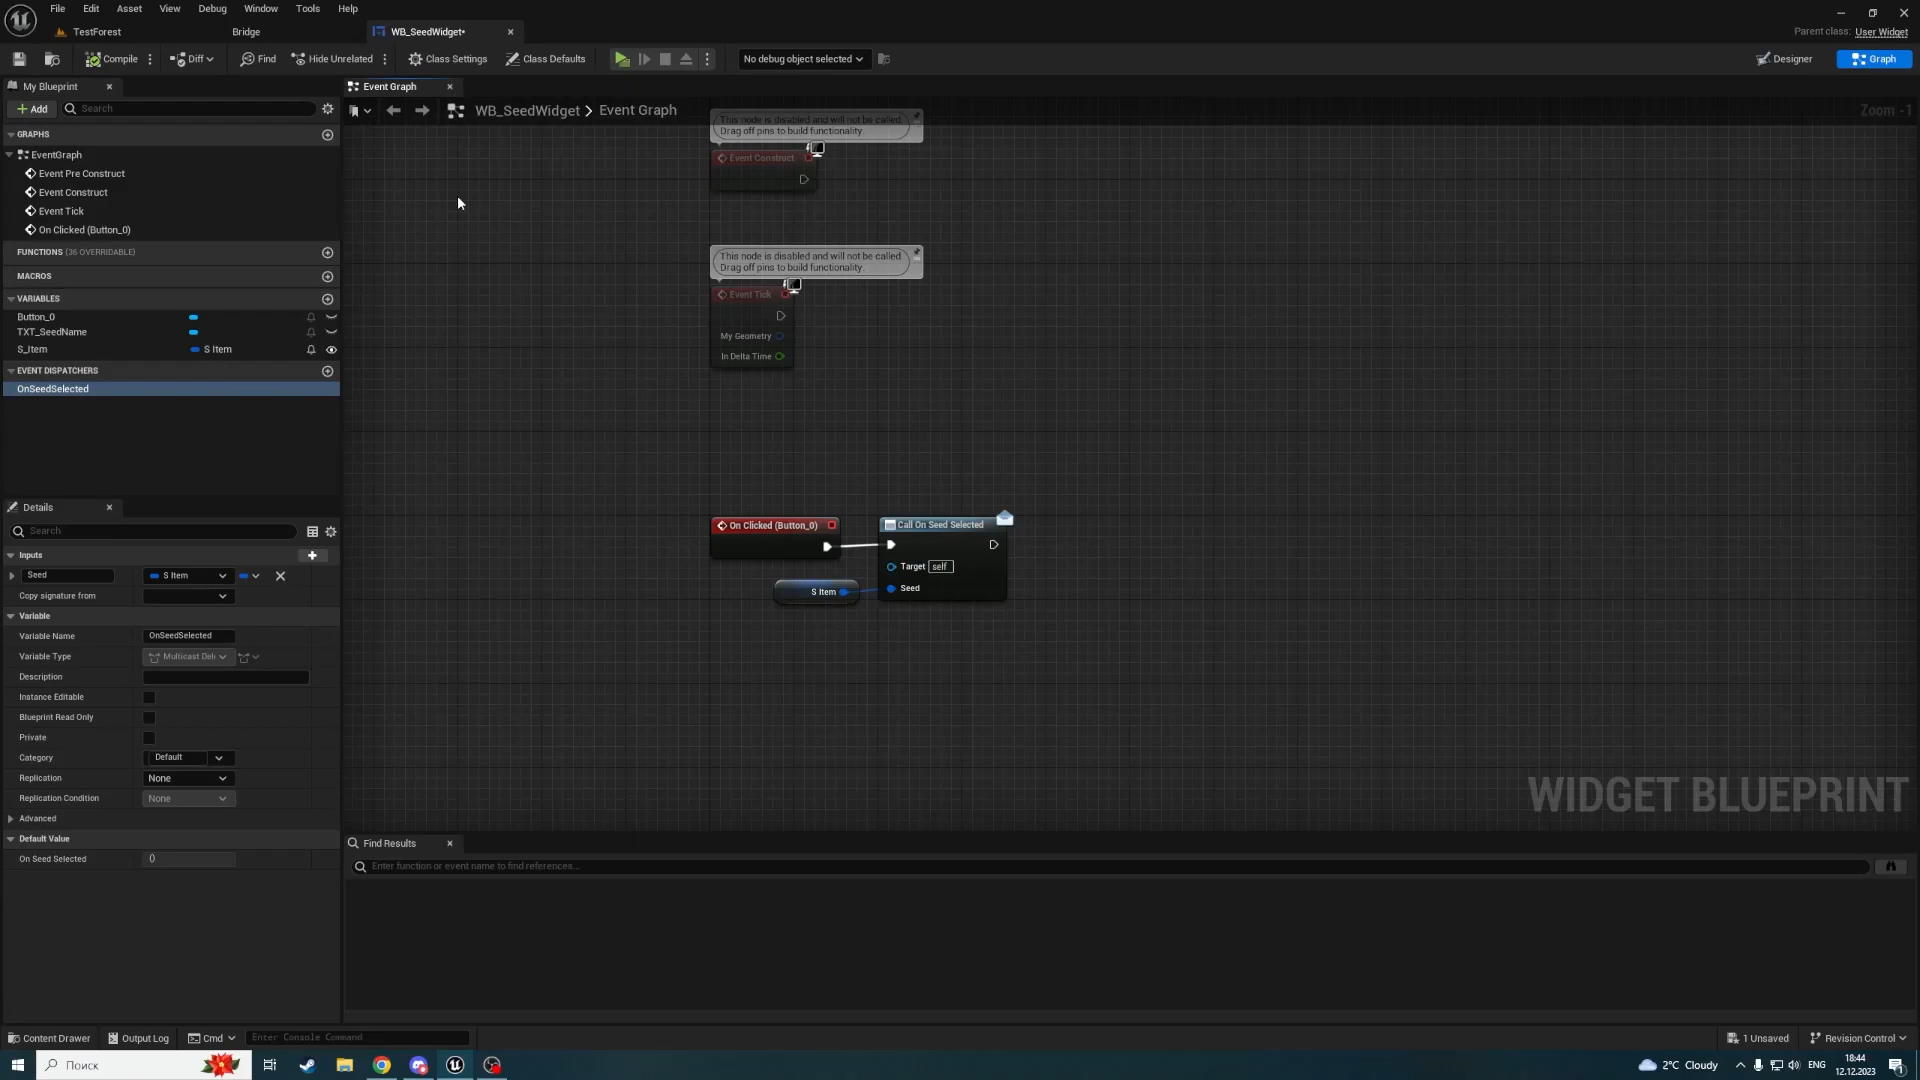 File Edit Asset View Debug Window Tools Help
TestForest Bridge WB_SeedWidget•
Parent class: User Widget
Compile Diff Find Hide Unrelated Class Settings Class Defaults No debug object selected Designer Graph
My Blueprint
Event Graph
Add Search
WB_SeedWidget > Event Graph Zoom -1
GRAPHS
EventGraph
Event Pre Construct
Event Construct
Event Tick
On Clicked (Button_0)
FUNCTIONS (36 OVERRIDABLE)
MACROS
VARIABLES
Button_0
TXT_SeedName
S_Item S Item
EVENT DISPATCHERS
OnSeedSelected
This node is disabled and will not be called.
Drag off pins to build functionality.
Event Construct
This node is disabled and will not be called.
Drag off pins to build functionality.
Event Tick
My Geometry
In Delta Time
On Clicked (Button_0)
Call On Seed Selected
Target self
S Item
Seed
WIDGET BLUEPRINT
Details
Search
Inputs
Seed S Item
Copy signature from
Variable
Variable Name OnSeedSelected
Variable Type Multicast Del
Description
Instance Editable
Blueprint Read Only
Private
Category Default
Replication None
Replication Condition None
Advanced
Default Value
On Seed Selected ()
Find Results
Enter function or event name to find references...
Content Drawer Output Log Cmd Enter Console Command 1 Unsaved Revision Control
Поиск
2°C Cloudy ENG
18:44
12.12.2023
1